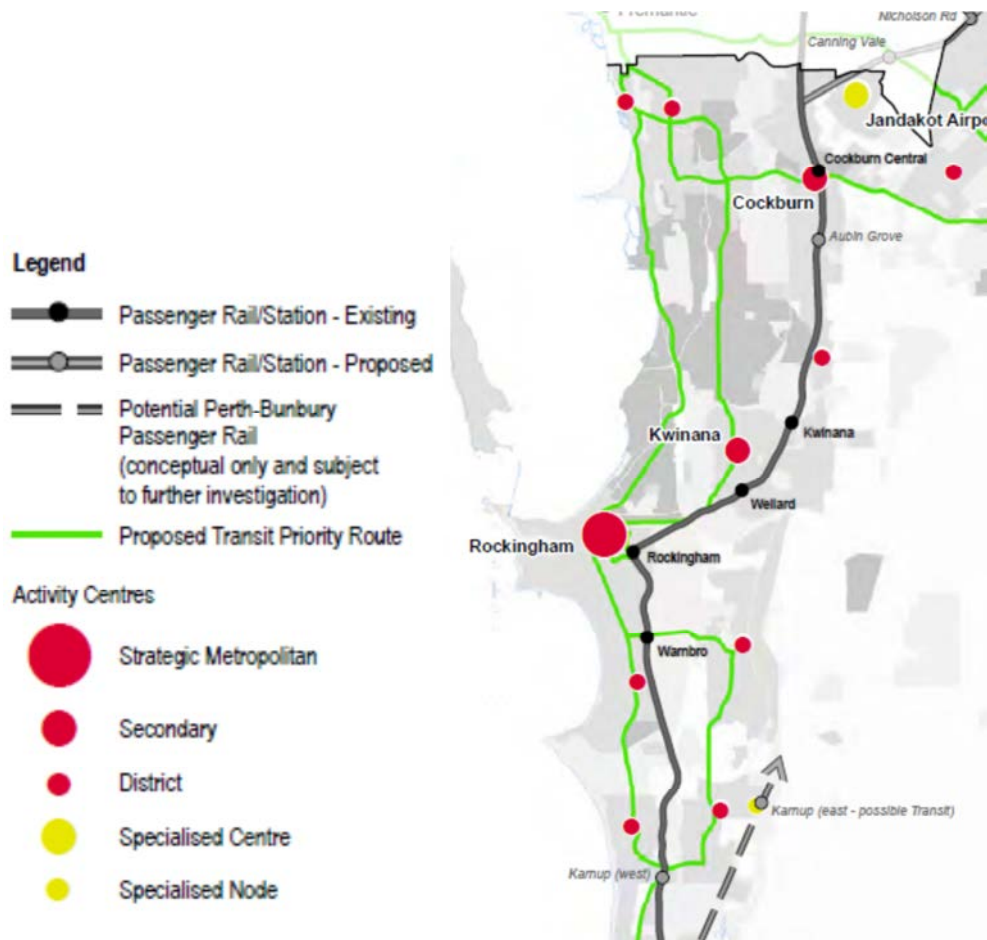 Legend
Passenger Rail/Station - Existing
Passenger Rail/Station - Proposed
Potential Perth-Bunbury
Passenger Rail
(conceptual only and subject
to further investigation)
Proposed Transit Priority Route
Activity Centres
Strategic Metropolitan
Secondary
District
Specialised Centre
Specialised Node
Fremantle
Nicholson Rd
Canning Vale
Jandakot Airpo
Cockburn Central
Cockburn
Aubin Grove
Kwinana
Kwinana
Wellard
Rockingham
Rockingham
Warnbro
Karnup (east - possible Transit)
Karnup (west)